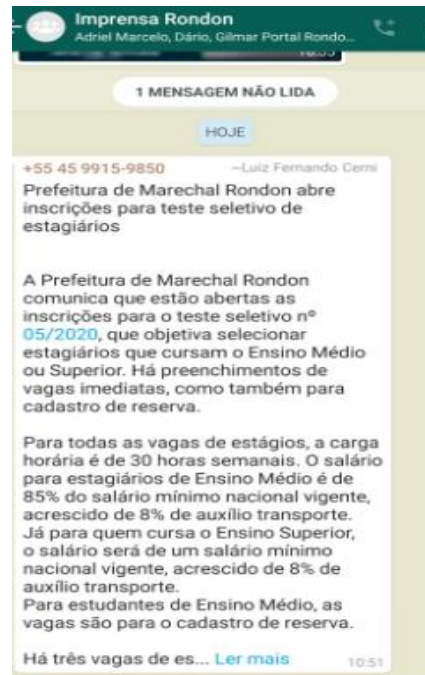 Imprensa Rondon
Adriel Marcelo, Dário, Gilmar Portal Rondo...
1 MENSAGEM NÃO LIDA
HOJE
+55 45 9915-9850 ~Luiz Fernando Cerni
Prefeitura de Marechal Rondon abre
inscrições para teste seletivo de
estagiários
A Prefeitura de Marechal Rondon
comunica que estão abertas as
inscrições para o teste seletivo nº
05/2020, que objetiva selecionar
estagiários que cursam o Ensino Médio
ou Superior. Há preenchimentos de
vagas imediatas, como também para
cadastro de reserva.
Para todas as vagas de estágios, a carga
horária é de 30 horas semanais. O salário
para estagiários de Ensino Médio é de
85% do salário mínimo nacional vigente,
acrescido de 8% de auxílio transporte.
Já para quem cursa o Ensino Superior,
o salário será de um salário mínimo
nacional vigente, acrescido de 8% de
auxílio transporte.
Para estudantes de Ensino Médio, as
vagas são para o cadastro de reserva.
Há três vagas de es... Ler mais 10:51